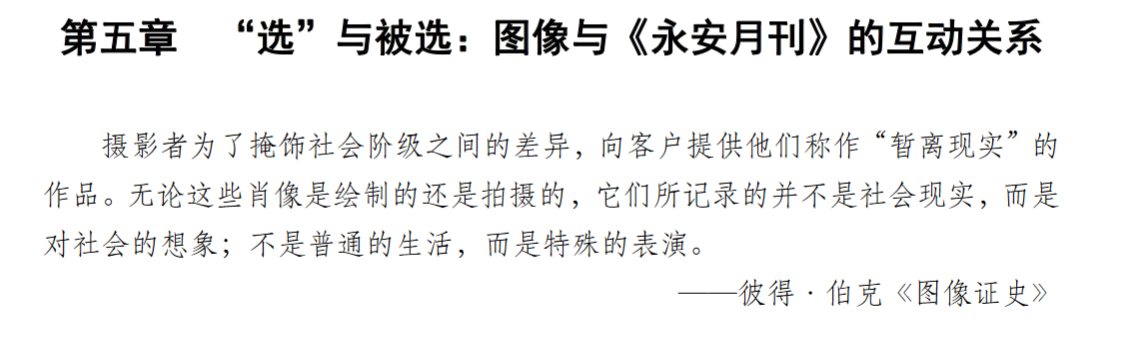 第五章　“选”与被选：图像与《永安月刊》的互动关系
摄影者为了掩饰社会阶级之间的差异，向客户提供他们称作“暂离现实”的
作品。无论这些肖像是绘制的还是拍摄的，它们所记录的并不是社会现实，而是
对社会的想象；不是普通的生活，而是特殊的表演。
——彼得·伯克《图像证史》